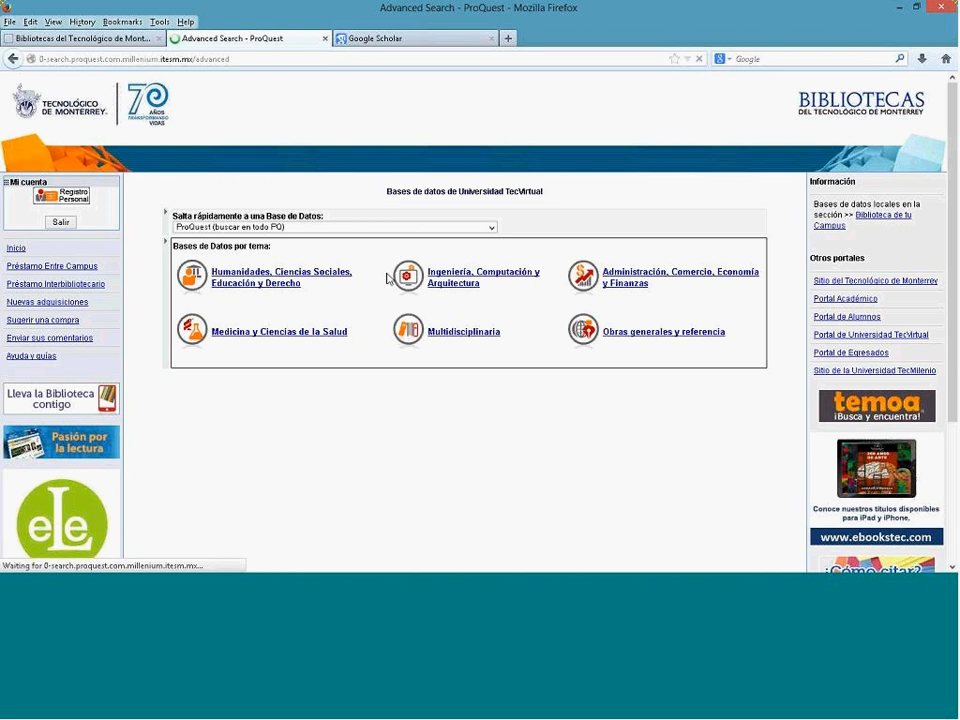 Advanced Search - ProQuest - Mozilla Firefox
File Edit View History Bookmarks Tools Help
Bibliotecas del Tecnológico de Mont...
Advanced Search - ProQuest
Google Scholar
0-search.proquest.com.millenium.itesm.mx/advanced
Google
TECNOLÓGICO
DE MONTERREY.
70
AÑOS
TRANSFORMANDO
VIDAS
BIBLIOTECAS
DEL TECNOLÓGICO DE MONTERREY
Mi cuenta
Registro
Personal
Salir
Inicio
Préstamo Entre Campus
Préstamo Interbibliotecario
Nuevas adquisiciones
Sugerir una compra
Enviar sus comentarios
Ayuda y guías
Lleva la Biblioteca
contigo
Pasión por
la lectura
eLe
Bases de datos de Universidad TecVirtual
Salta rápidamente a una Base de Datos:
ProQuest (buscar en todo PQ)
Bases de Datos por tema:
Humanidades, Ciencias Sociales,
Educación y Derecho
Ingeniería, Computación y
Arquitectura
Administración, Comercio, Economía
y Finanzas
Medicina y Ciencias de la Salud
Multidisciplinaria
Obras generales y referencia
Información
Bases de datos locales en la
sección >> Biblioteca de tu
Campus
Otros portales
Sitio del Tecnológico de Monterrey
Portal Académico
Portal de Alumnos
Portal de Universidad TecVirtual
Portal de Egresados
Sitio de la Universidad TecMilenio
temoa
¡Busca y encuentra!
Conoce nuestros títulos disponibles
para iPad y iPhone.
www.ebookstec.com
¿Cómo citar?
Waiting for 0-search.proquest.com.millenium.itesm.mx...